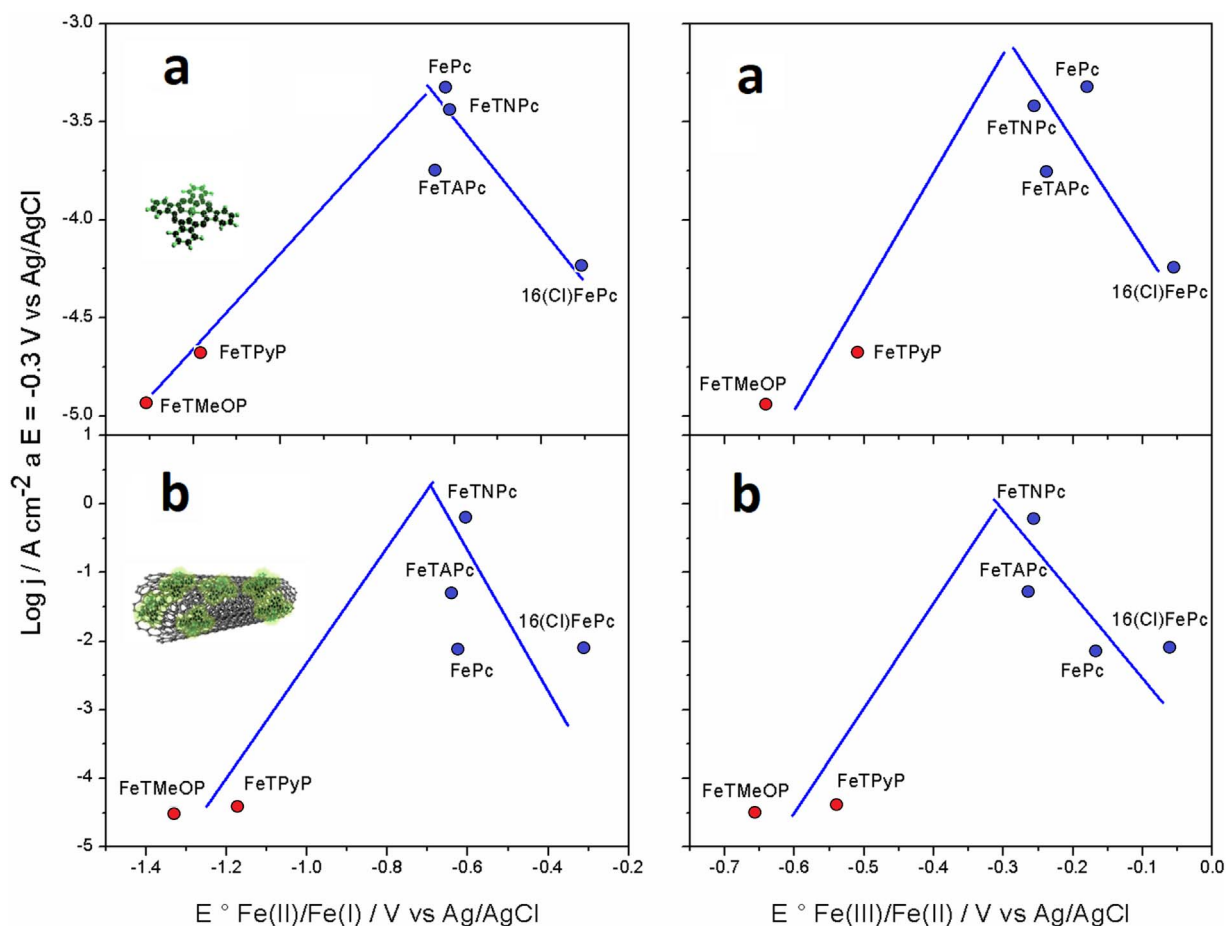 Log j / A cm-2 a E = -0.3 V vs Ag/AgCl
-3.0
-3.5
-4.0
-4.5
-5.0
a
FePc
FeTNPc
FeTAPc
16(Cl)FePc
FeTPyP
FeTMeOP
a
FePc
FeTNPc
FeTAPc
16(Cl)FePc
FeTPyP
FeTMeOP
1
0
-1
-2
-3
-4
-5
b
FeTNPc
FeTAPc
16(Cl)FePc
FePc
FeTMeOP
FeTPyP
b
FeTNPc
FeTAPc
16(Cl)FePc
FePc
FeTMeOP
FeTPyP
-1.4 -1.2 -1.0 -0.8 -0.6 -0.4 -0.2
-0.7 -0.6 -0.5 -0.4 -0.3 -0.2 -0.1 0.0
E ° Fe(II)/Fe(I) / V vs Ag/AgCl
E ° Fe(III)/Fe(II) / V vs Ag/AgCl